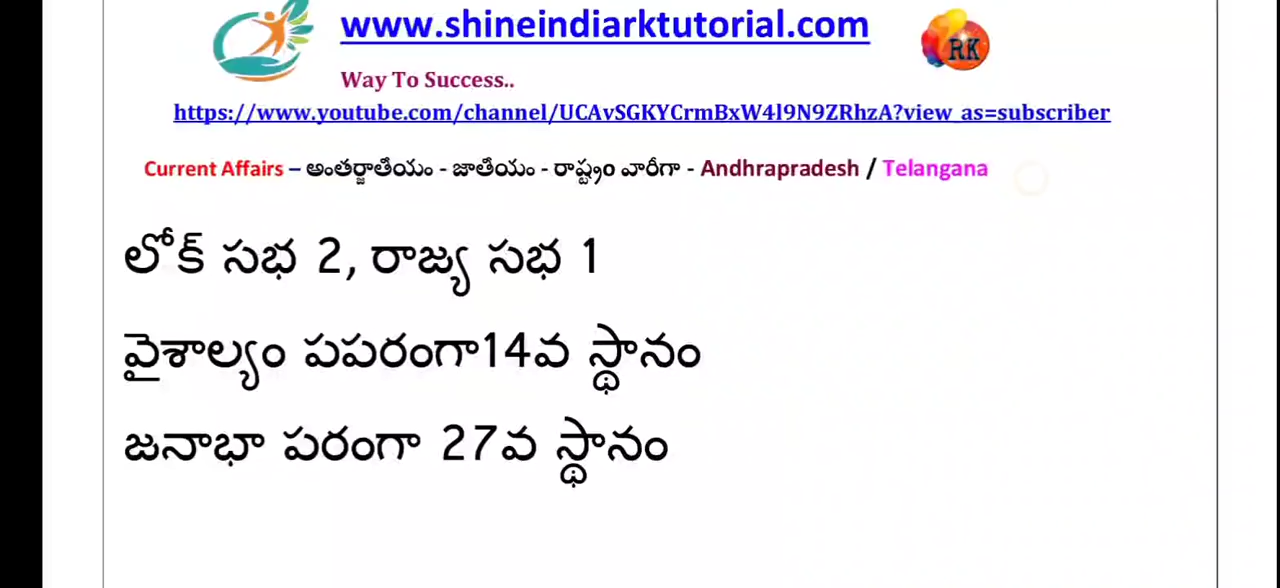 www.shineindiarktutorial.com
RK
Way To Success..
https://www.youtube.com/channel/UCAvSGKYCrmBxW4l9N9ZRhzA?view_as=subscriber
Current Affairs – అంతర్జాతీయం - జాతీయం - రాష్ట్రం వారీగా - Andhrapradesh / Telangana
లోక్ సభ 2, రాజ్య సభ 1
వైశాల్యం పపరంగా14వ స్థానం
జనాభా పరంగా 27వ స్థానం